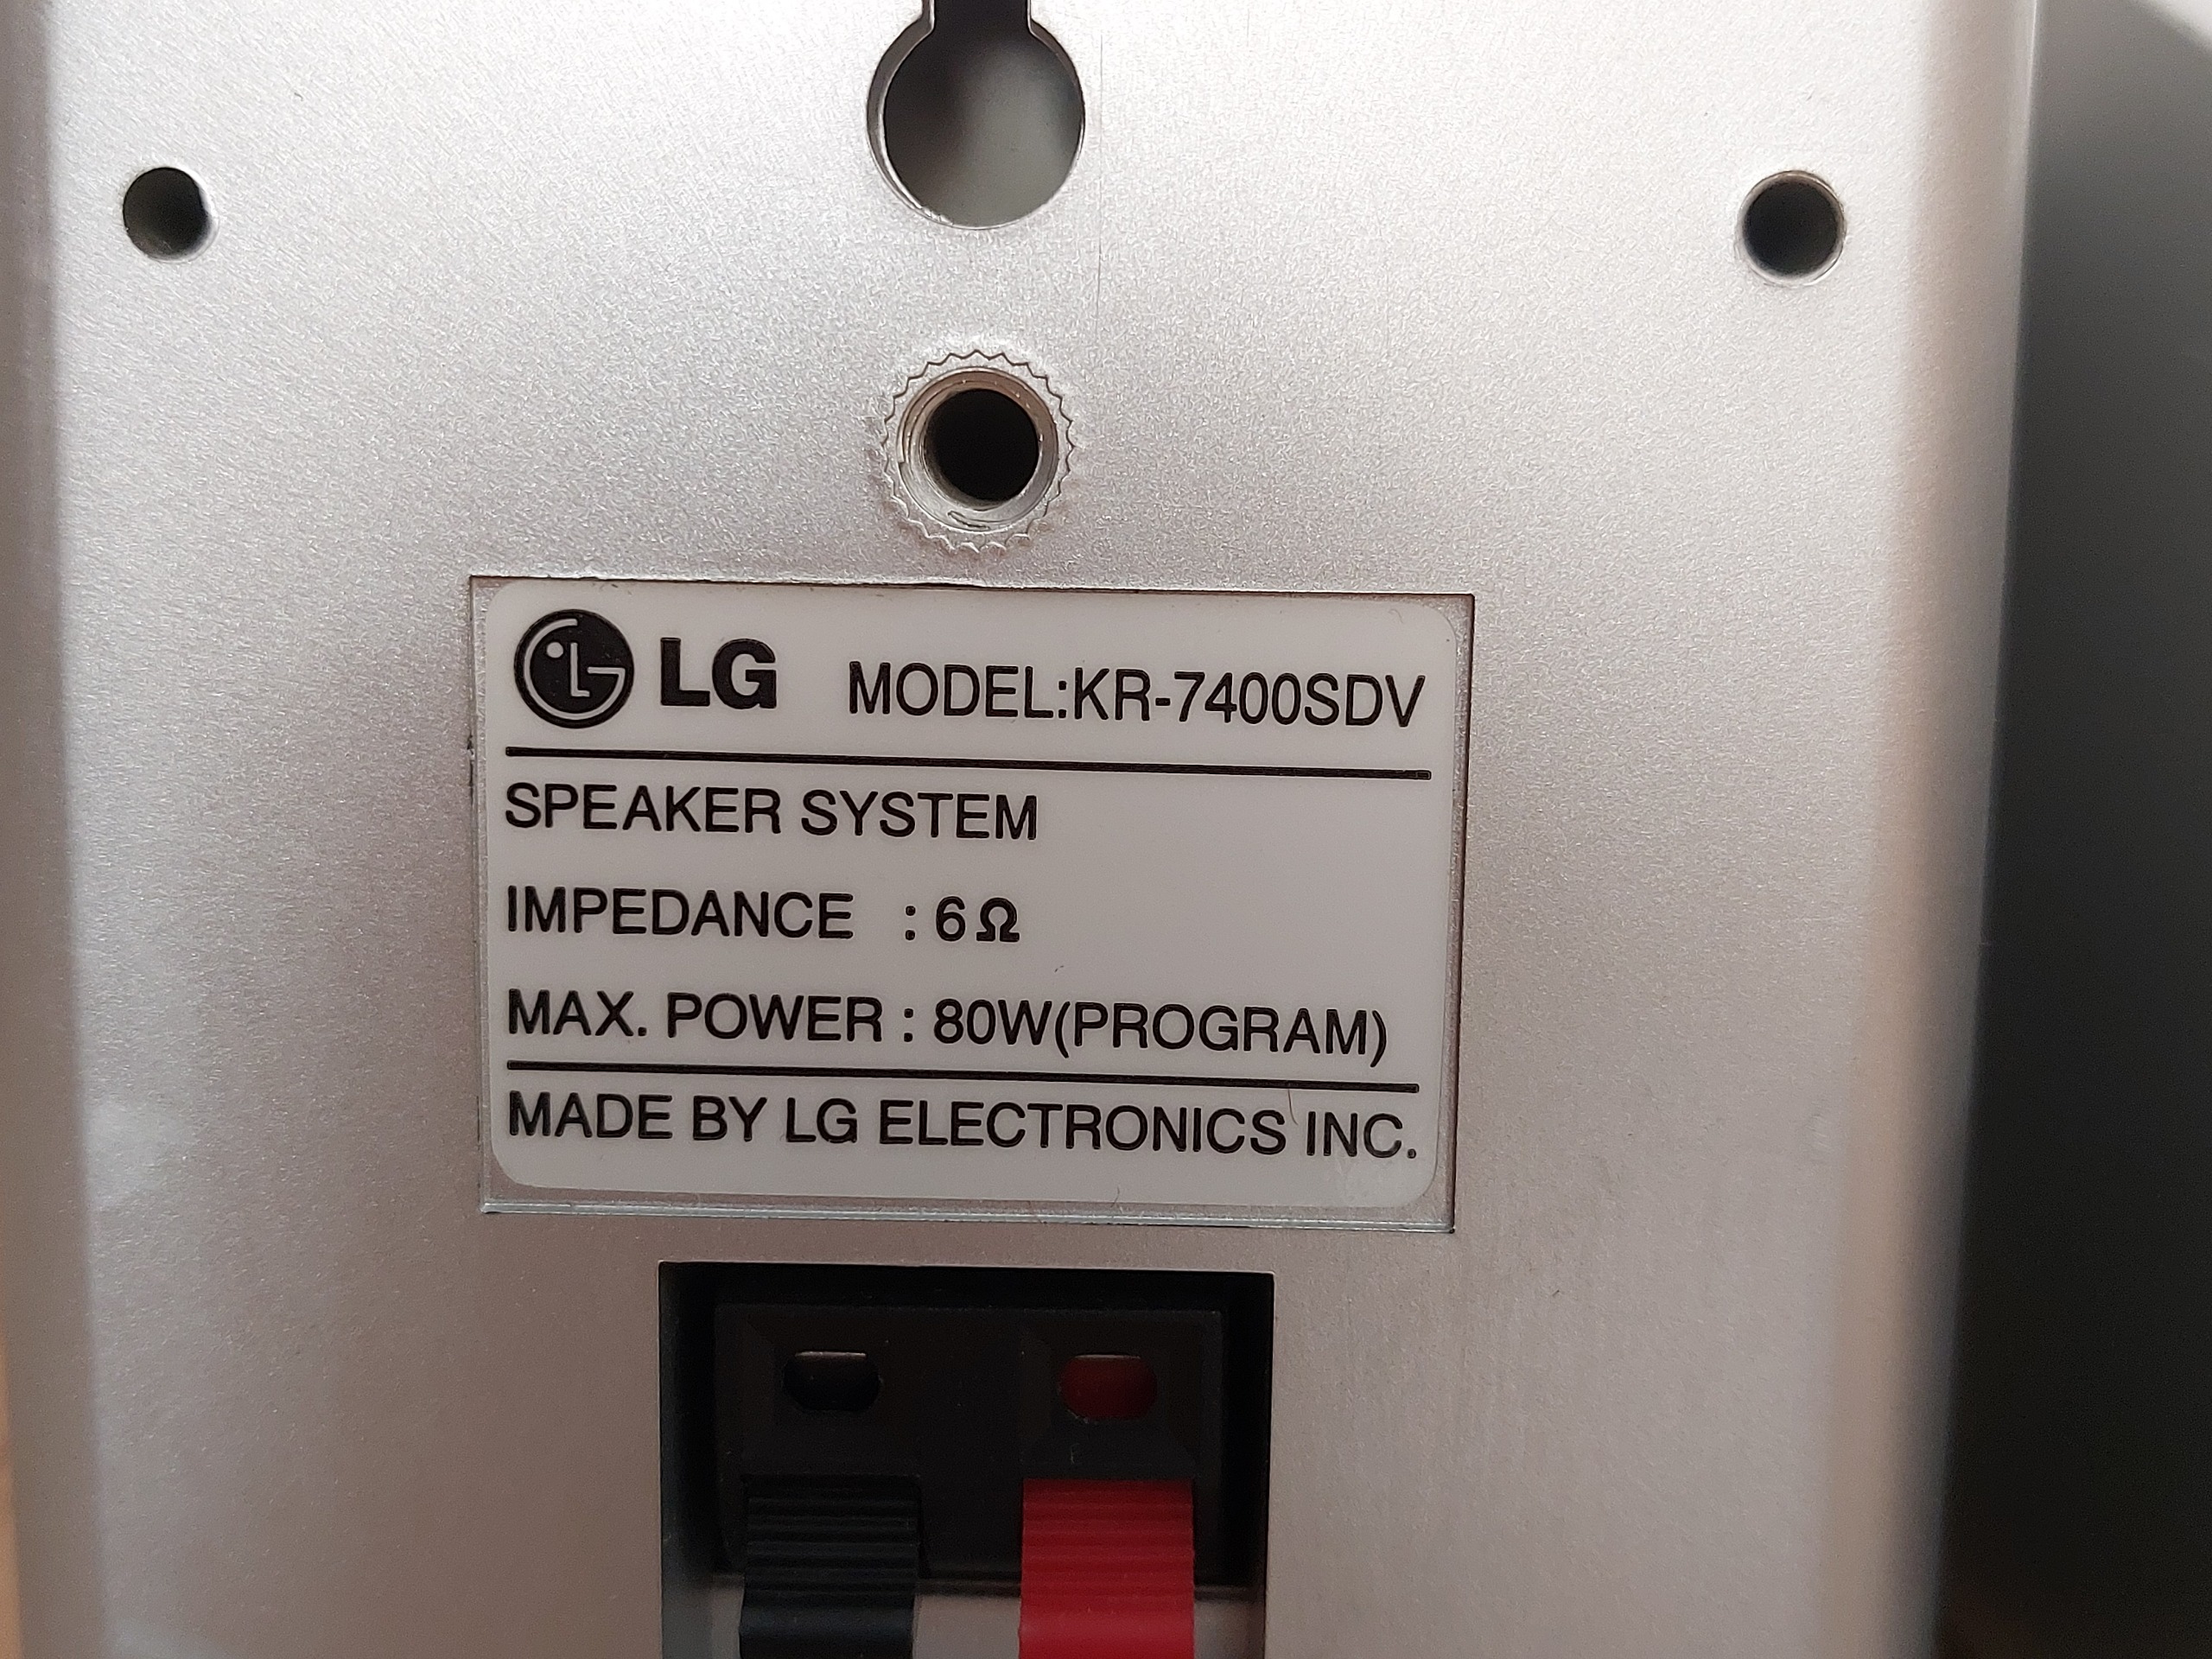 LG MODEL:KR-7400SDV
SPEAKER SYSTEM
IMPEDANCE : 6Ω
MAX. POWER : 80W(PROGRAM)
MADE BY LG ELECTRONICS INC.